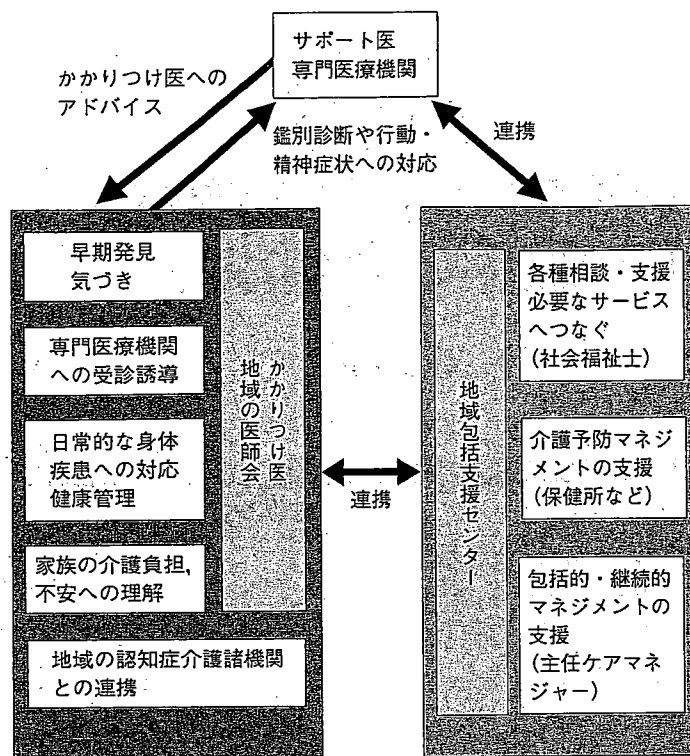 サポート医
専門医療機関
かかりつけ医への
アドバイス
鑑別診断や行動・
精神症状への対応
連携
早期発見
気づき
専門医療機関
への受診誘導
日常的な身体
疾患への対応
健康管理
家族の介護負担,
不安への理解
かかりつけ医
地域の医師会
地域の認知症介護諸機関
との連携
連携
地域包括支援センター
各種相談・支援
必要なサービス
へつなぐ
(社会福祉士)
介護予防マネジ
メントの支援
(保健所など)
包括的・継続的
マネジメントの
支援
(主任ケアマネ
ジャー)